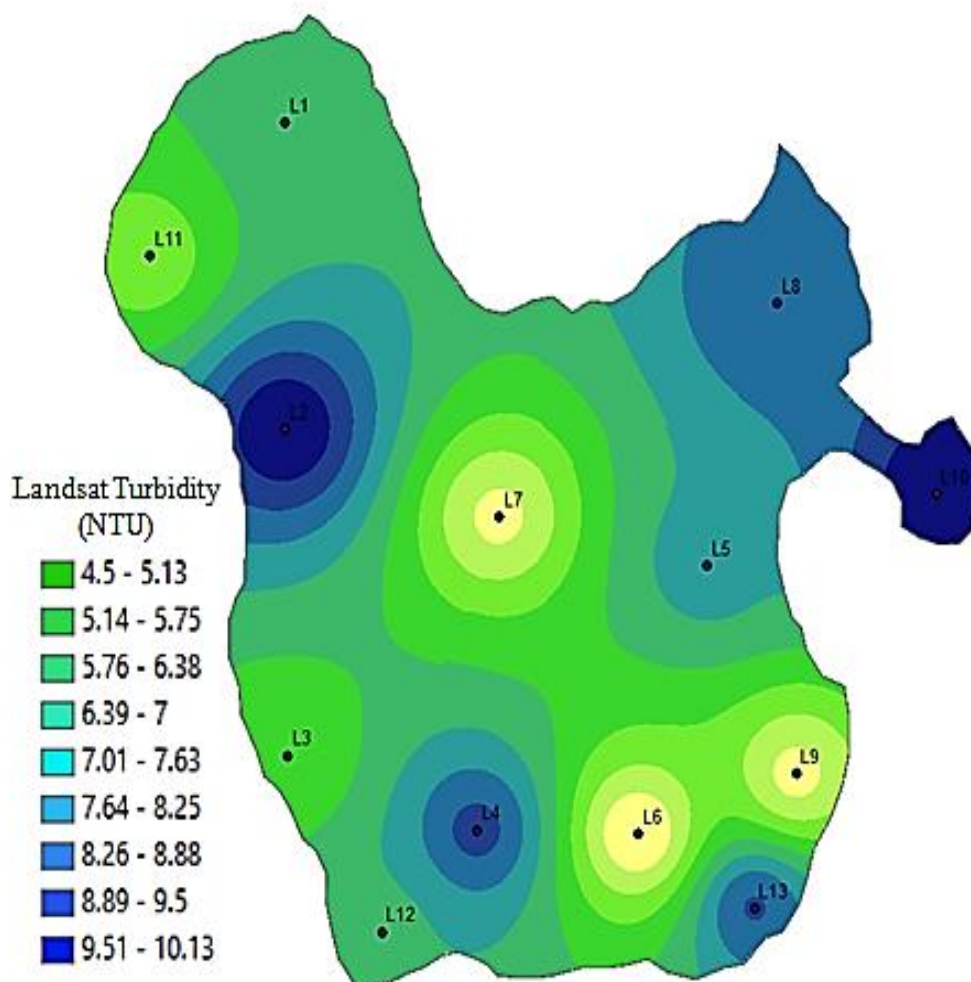 L1
L11
L8
L2
L10
L7
L5
L3
L9
L4
L6
L13
L12
Landsat Turbidity
(NTU)
4.5 - 5.13
5.14 - 5.75
5.76 - 6.38
6.39 - 7
7.01 - 7.63
7.64 - 8.25
8.26 - 8.88
8.89 - 9.5
9.51 - 10.13